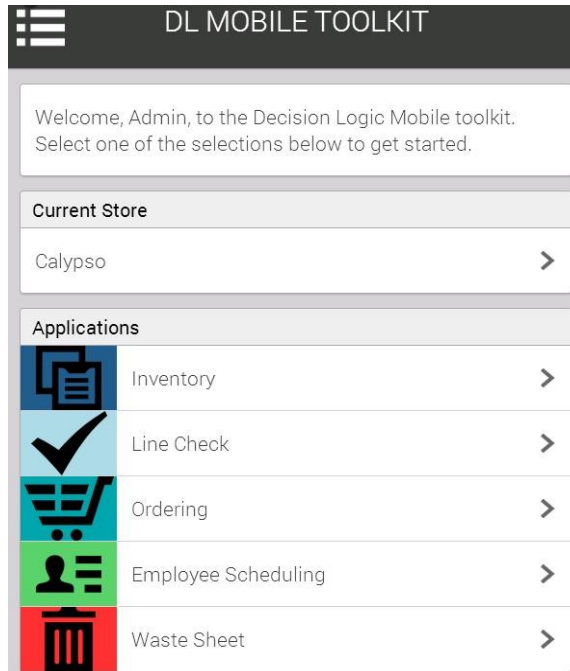 DL MOBILE TOOLKIT
Welcome, Admin, to the Decision Logic Mobile toolkit.
Select one of the selections below to get started.
Current Store
Calypso
Applications
Inventory
Line Check
Ordering
Employee Scheduling
Waste Sheet